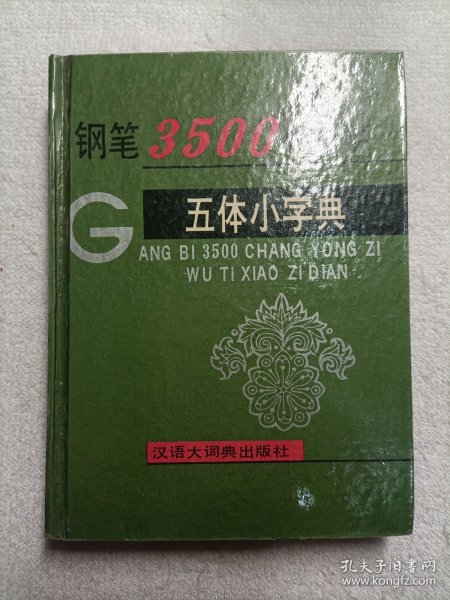 钢笔3500
五体小字典
GANG BI 3500 CHANG YONG ZI
WU TI XIAO ZI DIAN
汉语大词典出版社
孔夫子旧书网
www.kongfz.com